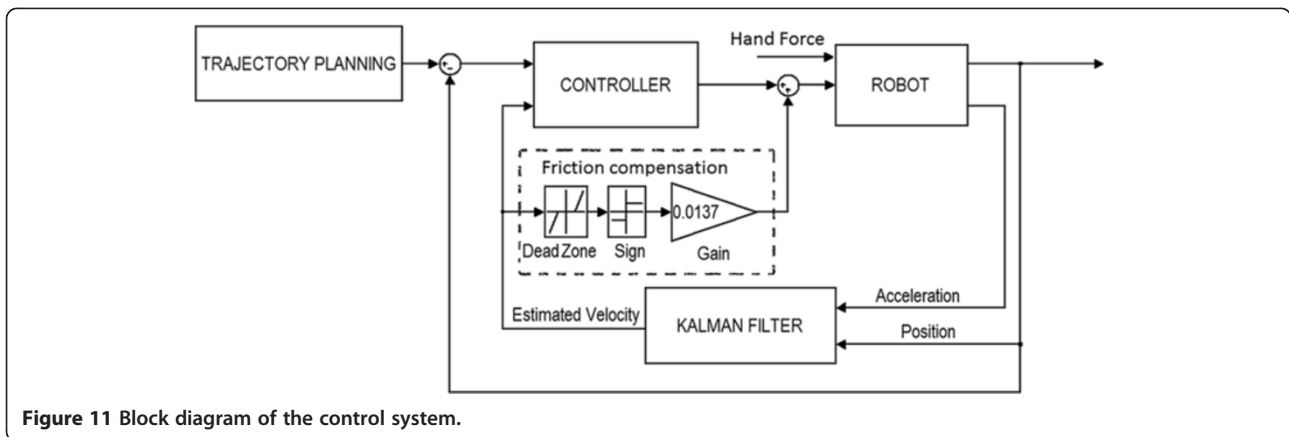 TRAJECTORY PLANNING
+
-
CONTROLLER
Hand Force
+
+
ROBOT
Friction compensation
0.0137
Dead Zone
Sign
Gain
Estimated Velocity
KALMAN FILTER
Acceleration
Position
Figure 11 Block diagram of the control system.